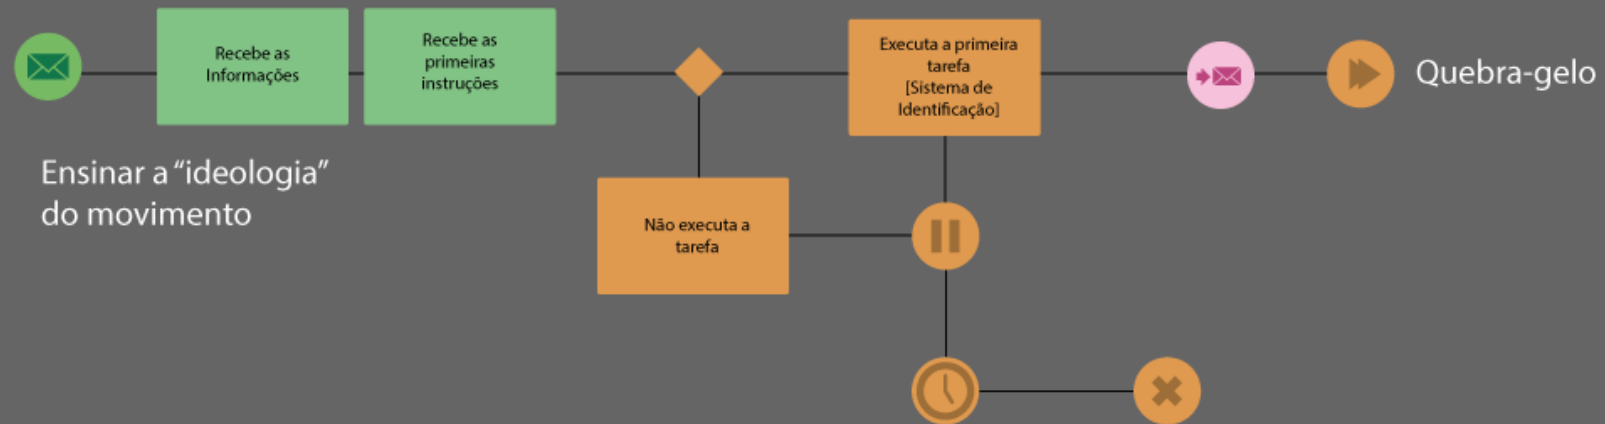 Recebe as
Informações
Recebe as
primeiras
instruções
Executa a primeira
tarefa
[Sistema de
Identificação]
Quebra-gelo
Ensinar a “ideologia”
do movimento
Não executa a
tarefa